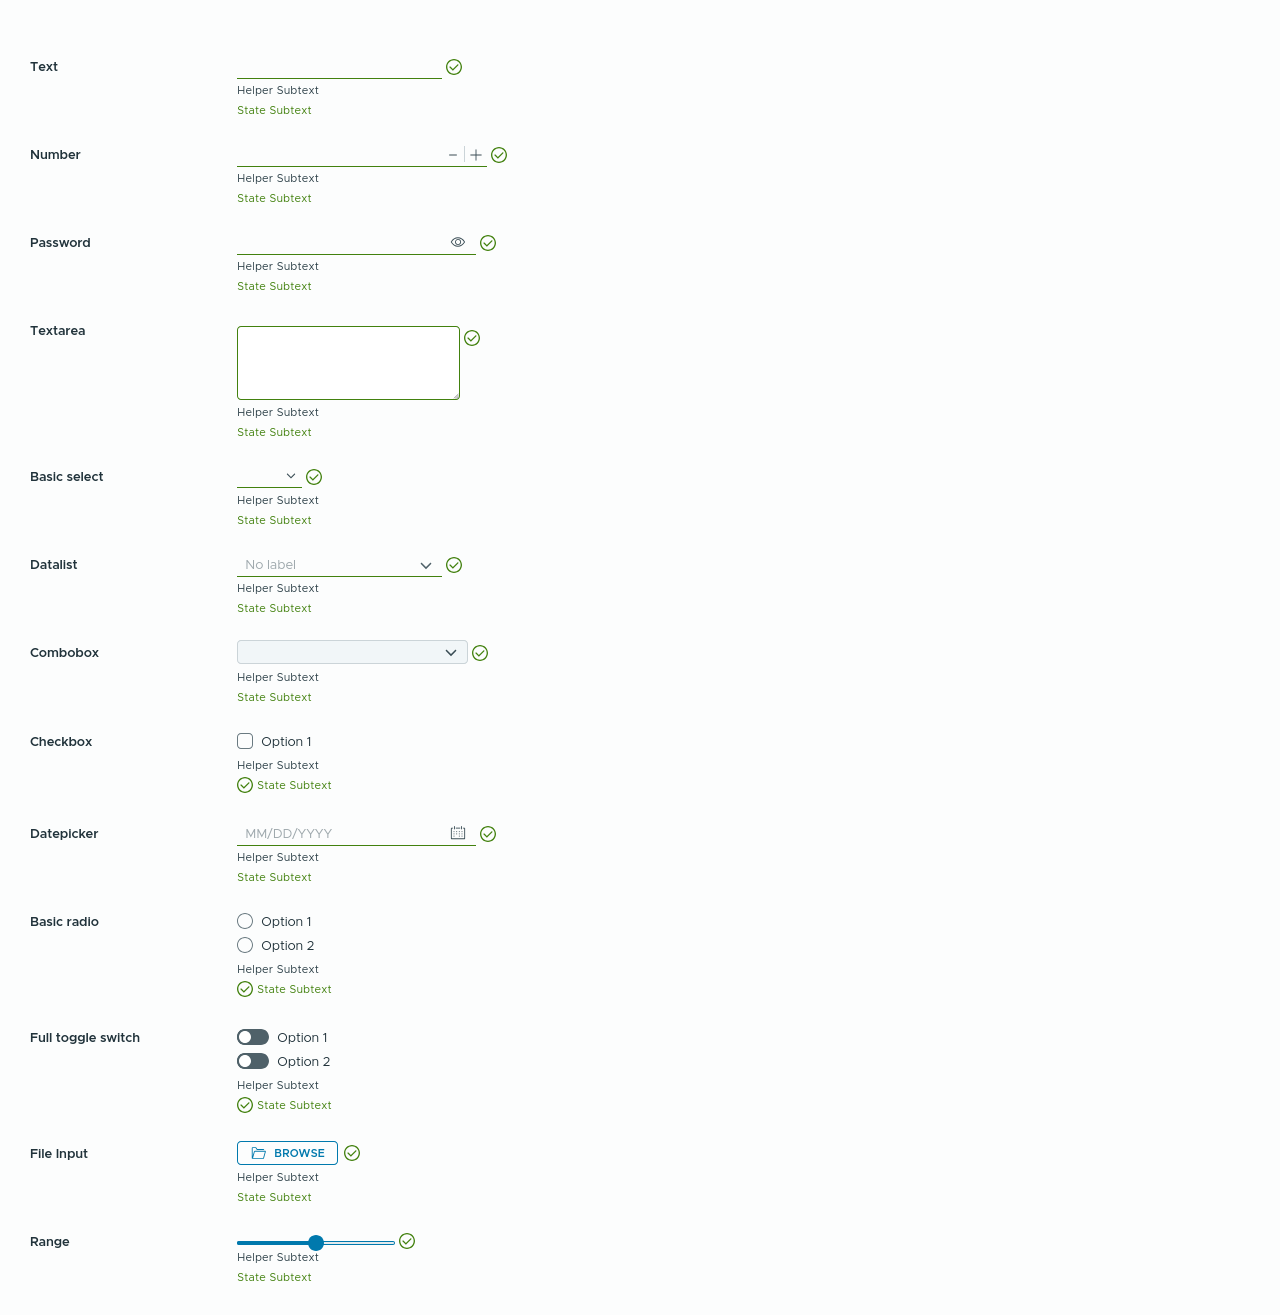 Text
Helper Subtext
State Subtext
Number
Helper Subtext
State Subtext
Password
Helper Subtext
State Subtext
Textarea
Helper Subtext
State Subtext
Basic select
Helper Subtext
State Subtext
Datalist
No label
Helper Subtext
State Subtext
Combobox
Helper Subtext
State Subtext
Checkbox
Option 1
Helper Subtext
State Subtext
Datepicker
MM/DD/YYYY
Helper Subtext
State Subtext
Basic radio
Option 1
Option 2
Helper Subtext
State Subtext
Full toggle switch
Option 1
Option 2
Helper Subtext
State Subtext
File Input
BROWSE
Helper Subtext
State Subtext
Range
Helper Subtext
State Subtext